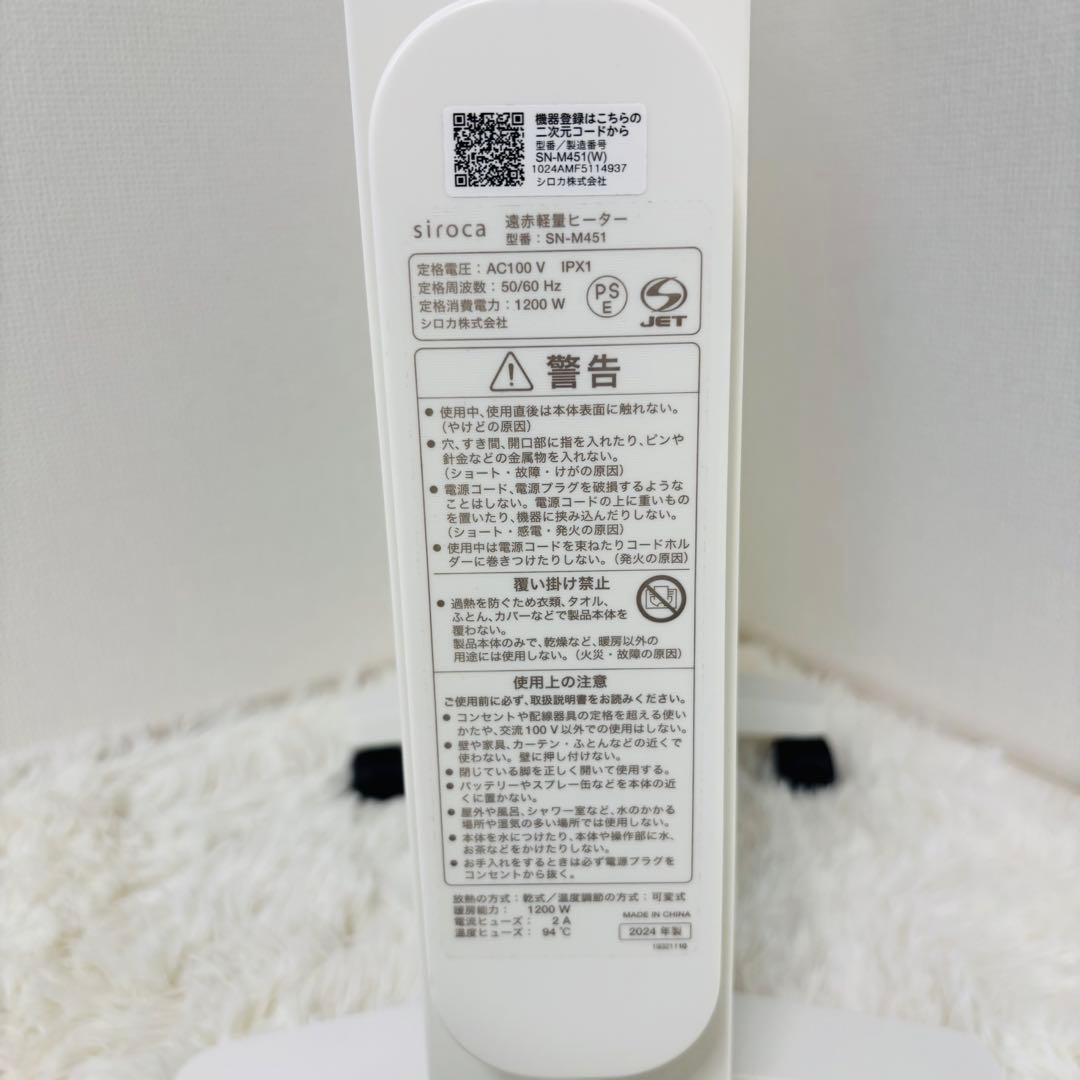 機器登録はこちらの
二次元コードから
型番／製造番号
SN-M451(W)
1024AMF5114937
シロカ株式会社
siroca 遠赤軽量ヒーター
型番：SN-M451
定格電圧：AC100 V IPX1
定格周波数：50/60 Hz
定格消費電力：1200 W
シロカ株式会社
PS
E
JET
警告
● 使用中、使用直後は本体表面に触れない。
（やけどの原因）
● 穴、すき間、開口部に指を入れたり、ピンや
針金などの金属物を入れない。
（ショート・故障・けがの原因）
● 電源コード、電源プラグを破損するような
ことはしない。電源コードの上に重いもの
を置いたり、機器に挟み込んだりしない。
（ショート・感電・発火の原因）
● 使用中は電源コードを束ねたりコードホル
ダーに巻きつけたりしない。（発火の原因）
覆い掛け禁止
● 過熱を防ぐため衣類、タオル、
ふとん、カバーなどで製品本体を
覆わない。
製品本体のみで、乾燥など、暖房以外の
用途には使用しない。（火災・故障の原因）
使用上の注意
ご使用前に必ず、取扱説明書をお読みください。
● コンセントや配線器具の定格を超える使い
かたや、交流100 V以外での使用はしない。
● 壁や家具、カーテン・ふとんなどの近くで
使わない。壁に押し付けない。
● 閉じている脚を正しく開いて使用する。
● バッテリーやスプレー缶などを本体の近
くに置かない。
● 屋外や風呂、シャワー室など、水のかかる
場所や湿気の多い場所では使用しない。
● 本体を水につけたり、本体や操作部に水、
お茶などをかけたりしない。
● お手入れをするときは必ず電源プラグを
コンセントから抜く。
放熱の方式：乾式／温度調節の方式：可変式
暖房能力： 1200 W
電流ヒューズ： 2 A
温度ヒューズ： 94 ℃
MADE IN CHINA
2024 年製